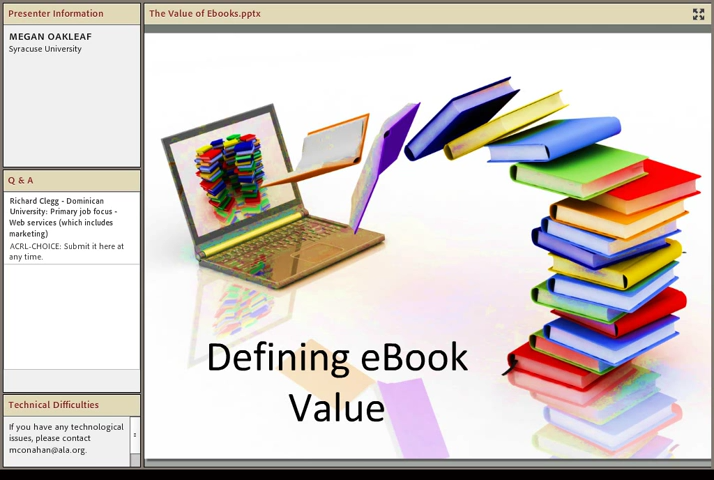 Presenter Information
MEGAN OAKLEAF
Syracuse University
Q & A
Richard Clegg - Dominican
University: Primary job focus -
Web services (which includes
marketing)
ACRL-CHOICE: Submit it here at
any time.
Technical Difficulties
If you have any technological
issues, please contact
mconahan@ala.org.
The Value of Ebooks.pptx
Defining eBook
Value